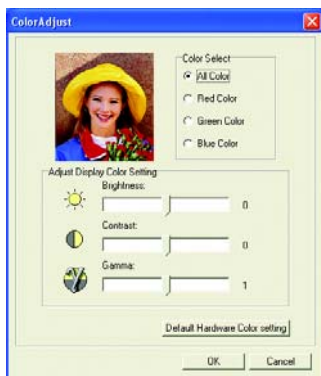 ColorAdjust
Color Select
All Color
Red Color
Green Color
Blue Color
Adjust Display Color Setting
Brightness:
0
Contrast:
0
Gamma:
1
Default Hardware Color setting
OK
Cancel